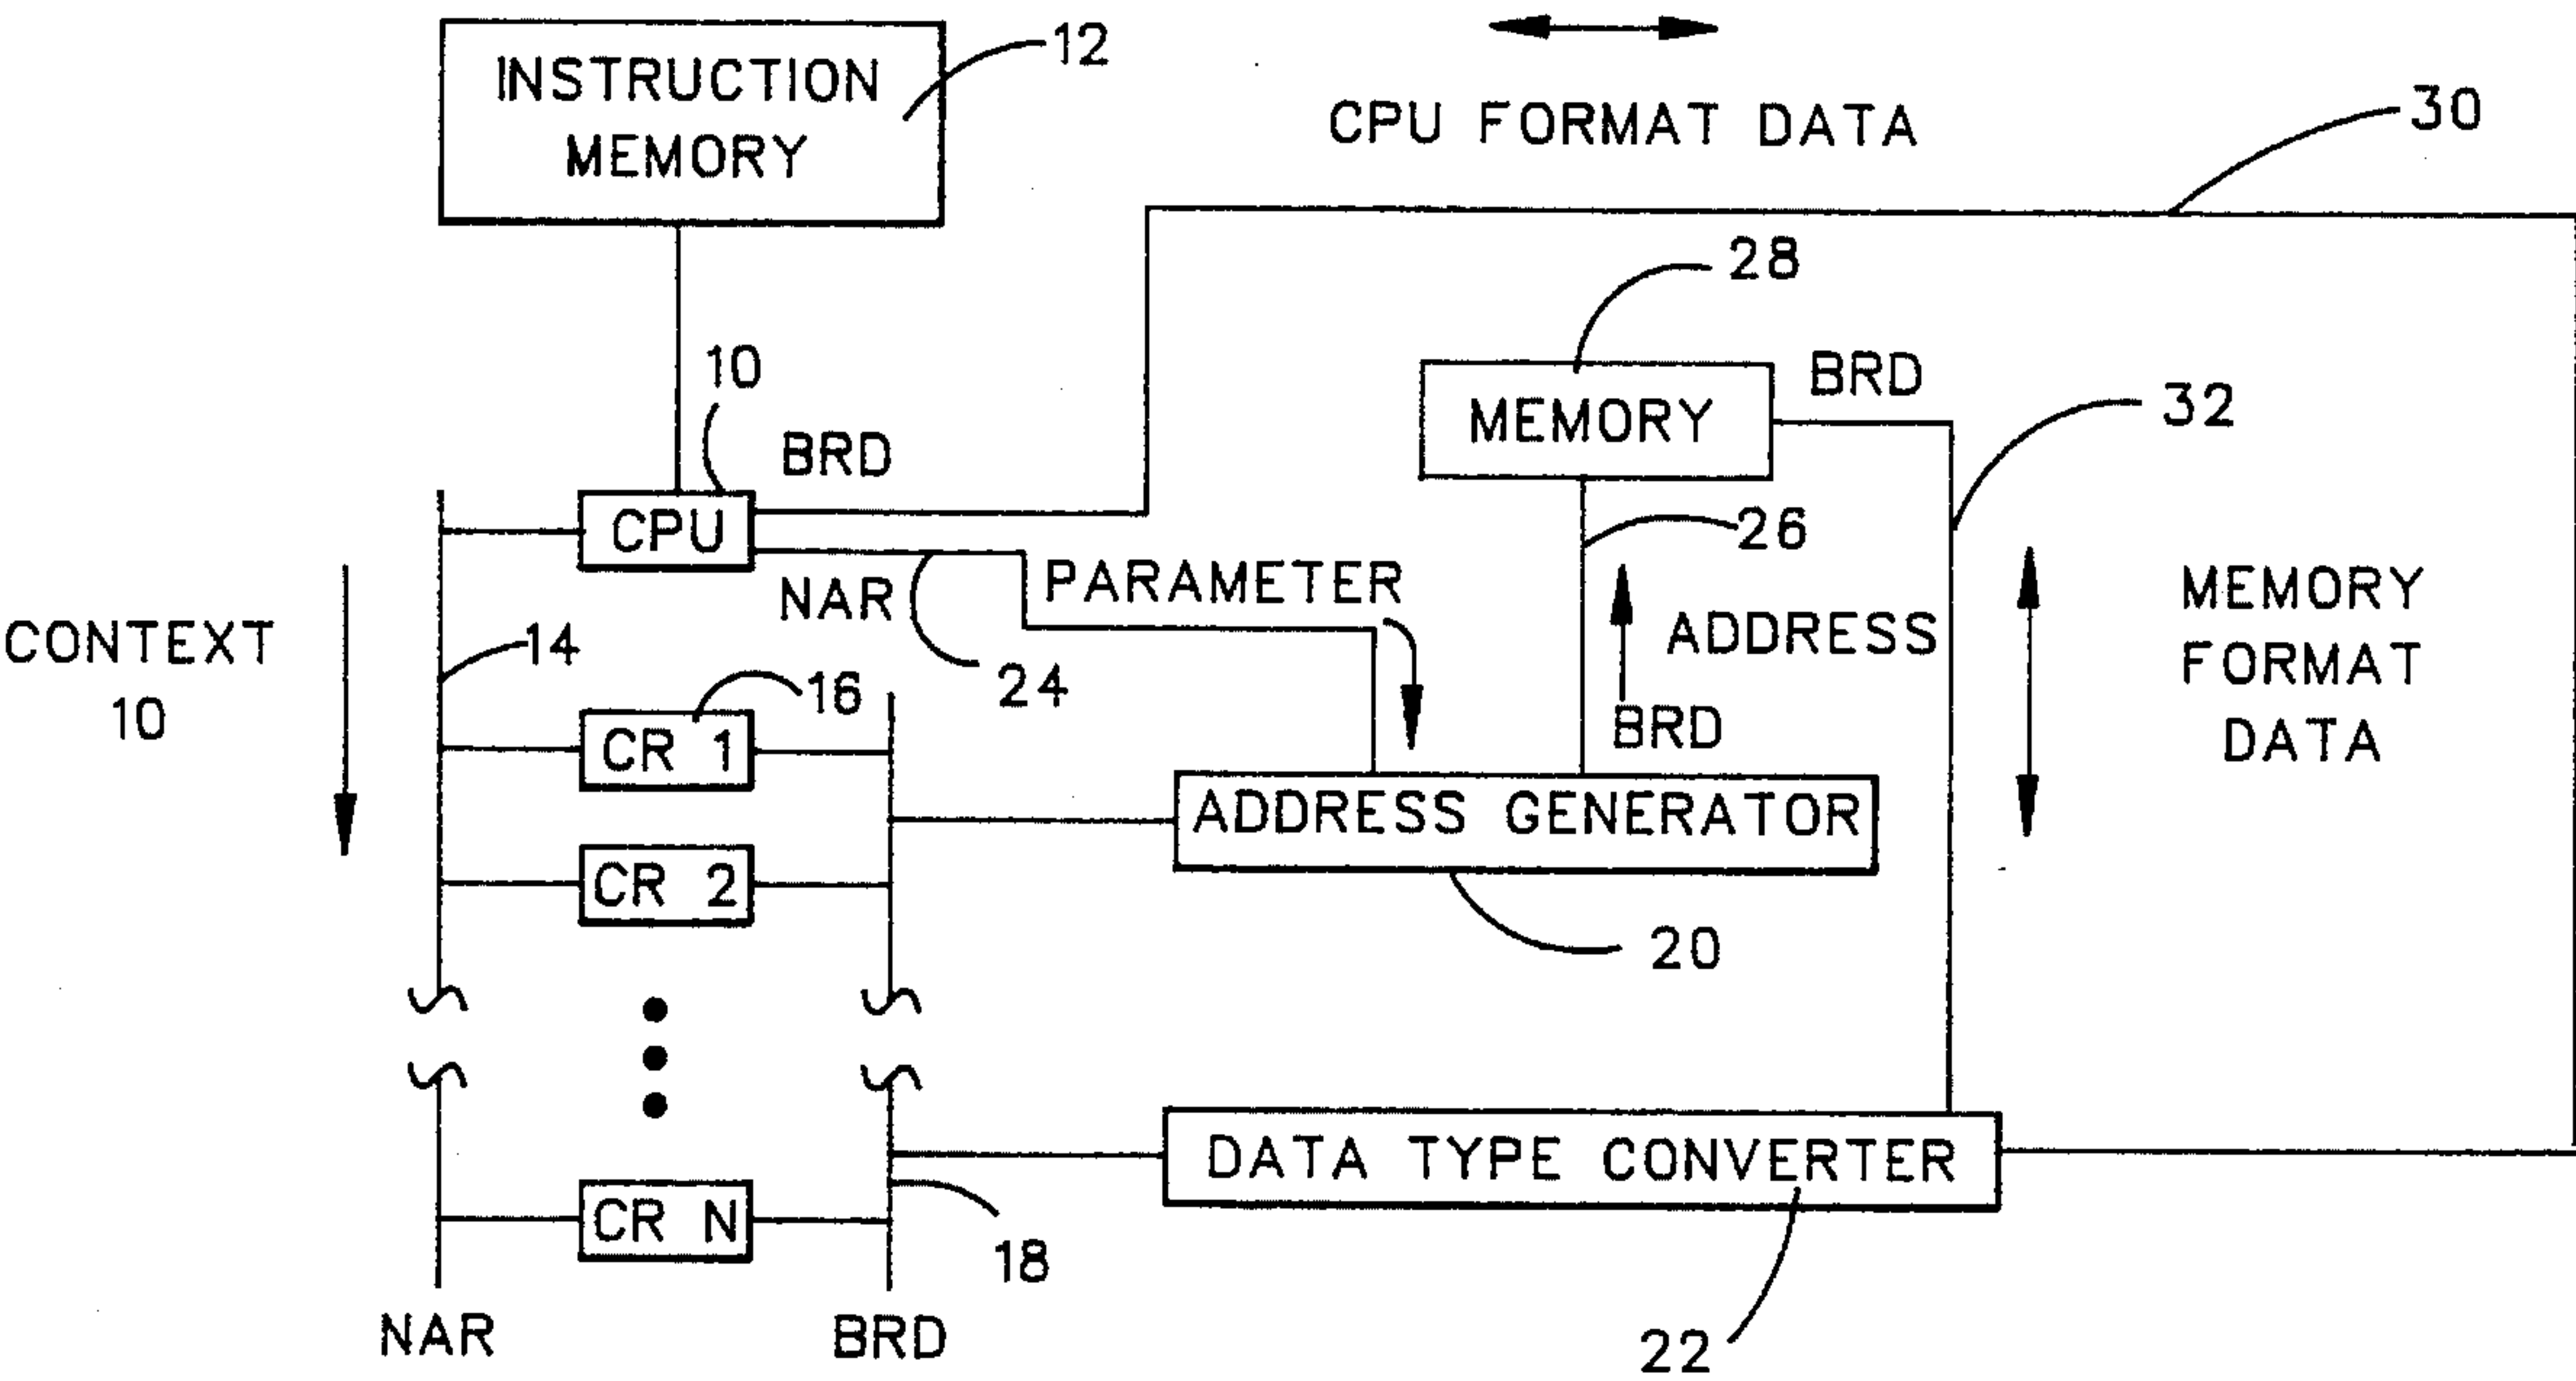 INSTRUCTION
MEMORY
12
CPU FORMAT DATA
30
28
MEMORY
BRD
32
10
BRD
CPU
NAR
24
PARAMETER
26
ADDRESS
BRD
MEMORY
FORMAT
DATA
CONTEXT
10
14
16
CR 1
ADDRESS GENERATOR
20
CR 2
DATA TYPE CONVERTER
22
CR N
18
NAR
BRD